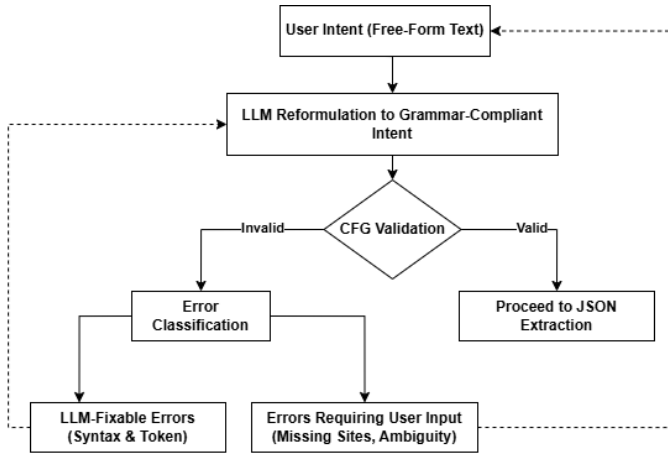 User Intent (Free-Form Text)
LLM Reformulation to Grammar-Compliant
Intent
Invalid
CFG Validation
Valid
Error
Classification
Proceed to JSON
Extraction
LLM-Fixable Errors
(Syntax & Token)
Errors Requiring User Input
(Missing Sites, Ambiguity)